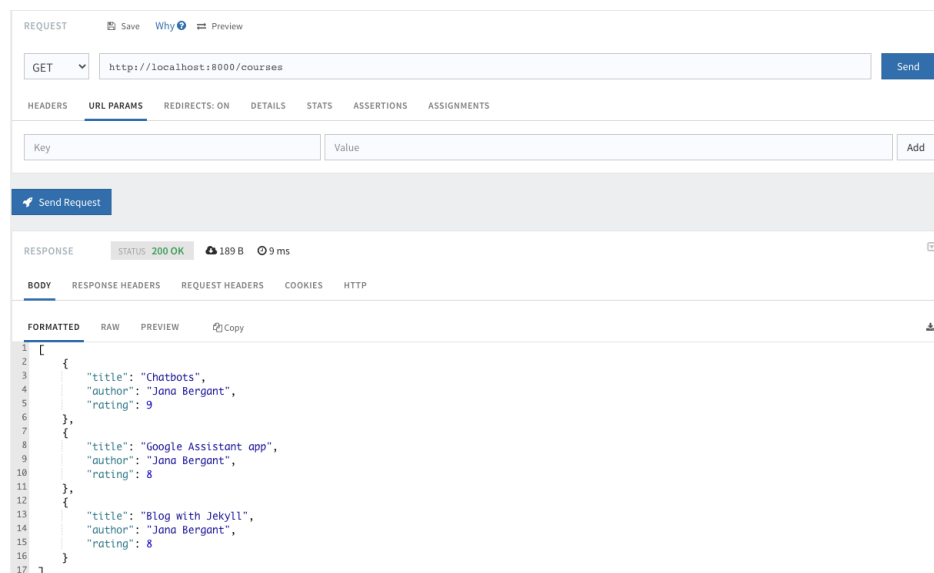 REQUEST Save Why Preview
GET http://localhost:8000/courses Send
HEADERS URL PARAMS REDIRECTS: ON DETAILS STATS ASSERTIONS ASSIGNMENTS
Key Value Add
Send Request
RESPONSE STATUS 200 OK 189 B 9 ms
BODY RESPONSE HEADERS REQUEST HEADERS COOKIES HTTP
FORMATTED RAW PREVIEW Copy
1 [
2 {
3 "title": "Chatbots",
4 "author": "Jana Bergant",
5 "rating": 9
6 },
7 {
8 "title": "Google Assistant app",
9 "author": "Jana Bergant",
10 "rating": 8
11 },
12 {
13 "title": "Blog with Jekyll",
14 "author": "Jana Bergant",
15 "rating": 8
16 }
17 ]